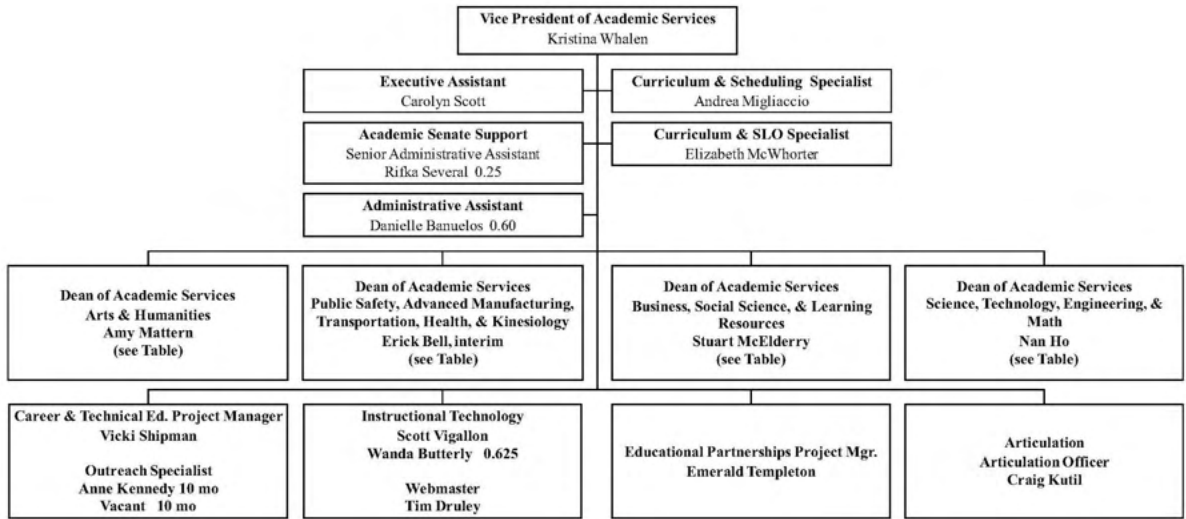 Vice President of Academic Services
Kristina Whalen
Executive Assistant
Carolyn Scott
Curriculum & Scheduling Specialist
Andrea Migliaccio
Academic Senate Support
Senior Administrative Assistant
Rifka Several 0.25
Curriculum & SLO Specialist
Elizabeth McWhorter
Administrative Assistant
Danielle Banuelos 0.60
Dean of Academic Services
Arts & Humanities
Amy Mattern
(see Table)
Dean of Academic Services
Public Safety, Advanced Manufacturing,
Transportation, Health, & Kinesiology
Erick Bell, interim
(see Table)
Dean of Academic Services
Business, Social Science, & Learning
Resources
Stuart McElderry
(see Table)
Dean of Academic Services
Science, Technology, Engineering, &
Math
Nan Ho
(see Table)
Career & Technical Ed. Project Manager
Vicki Shipman
Outreach Specialist
Anne Kennedy 10 mo
Vacant 10 mo
Instructional Technology
Scott Vigallon
Wanda Butterly 0.625
Webmaster
Tim Druley
Educational Partnerships Project Mgr.
Emerald Templeton
Articulation
Articulation Officer
Craig Kutil